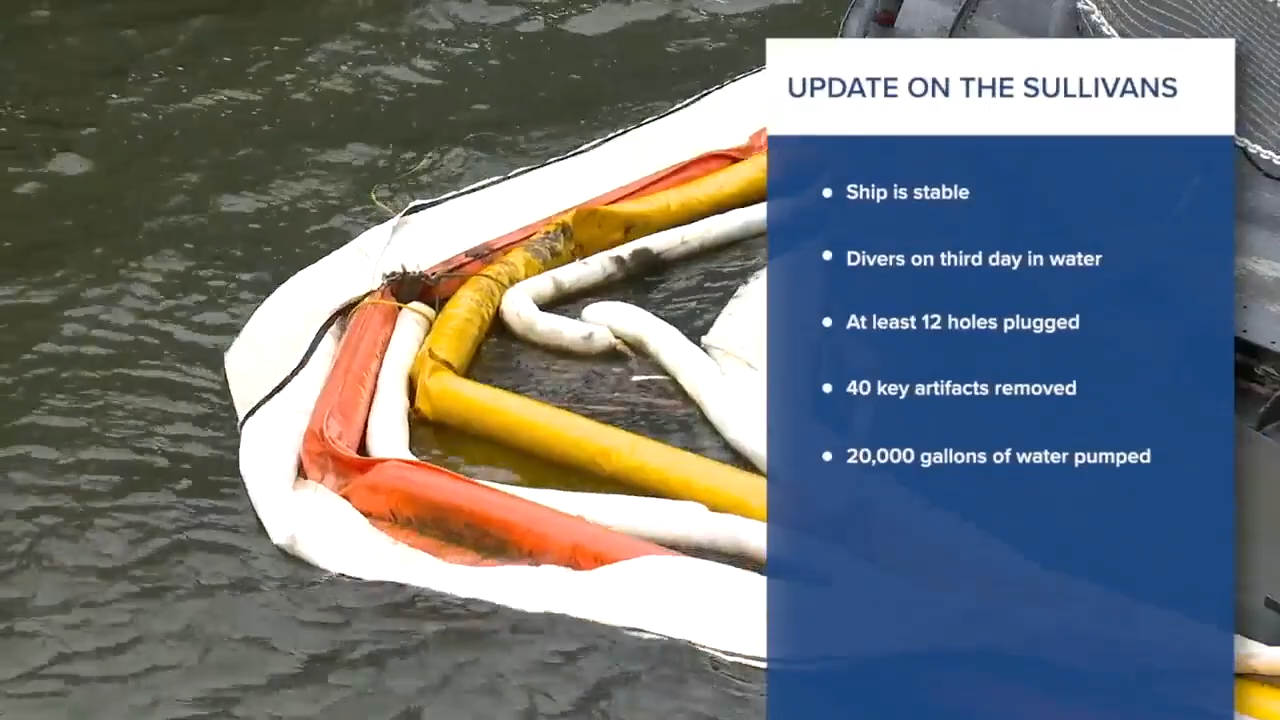 UPDATE ON THE SULLIVANS
Ship is stable
Divers on third day in water
At least 12 holes plugged
40 key artifacts removed
20,000 gallons of water pumped